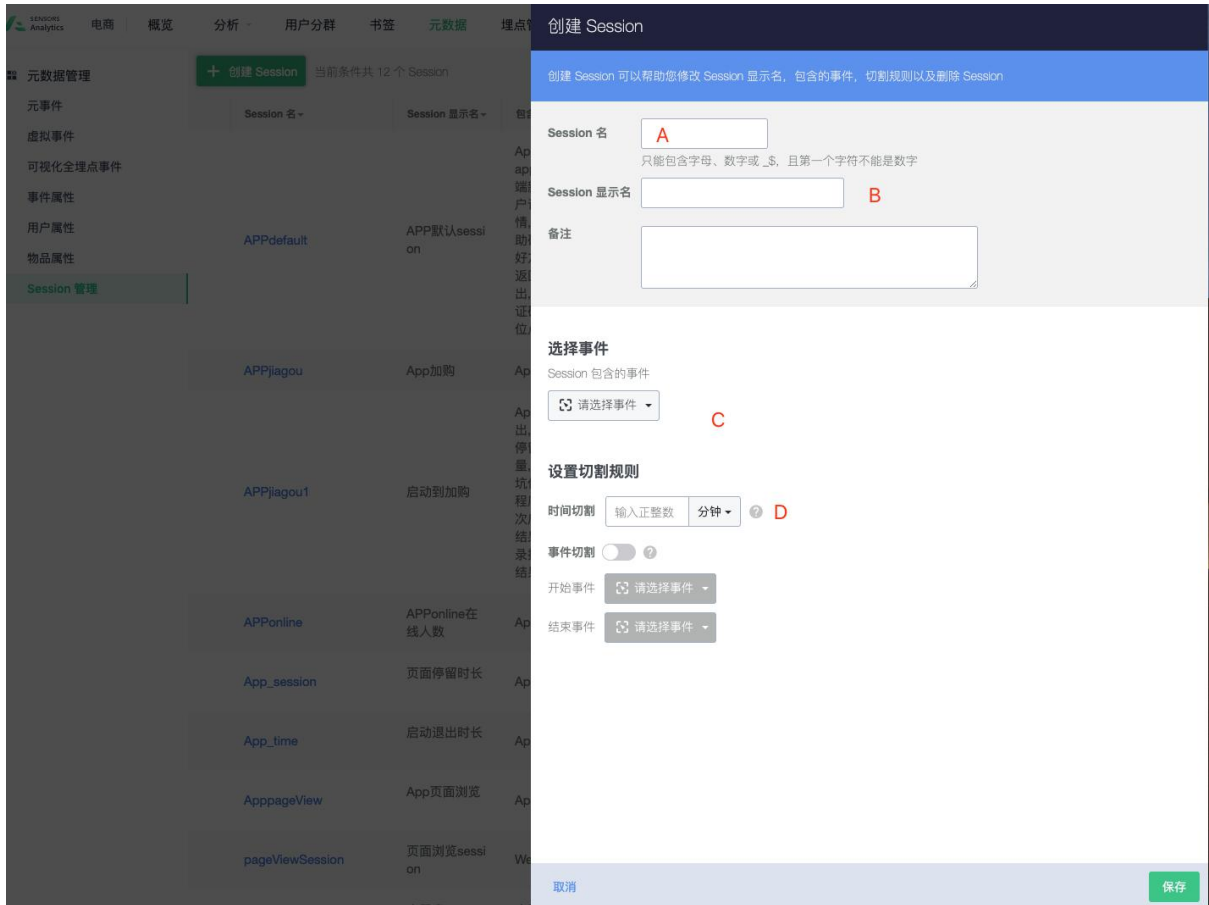 SENSORS
Analytics
电商
概览
分析
用户分群
书签
元数据
埋点
创建 Session
元数据管理
元事件
虚拟事件
可视化全埋点事件
事件属性
用户属性
物品属性
Session 管理
+ 创建 Session
当前条件共 12 个 Session
Session 名
Session 显示名
APPdefault
APP默认sessi
on
APPjiagou
App加购
APPjiagou1
启动到加购
APPonline
APPonline在
线人数
App_session
页面停留时长
App_time
启动退出时长
ApppageView
App页面浏览
pageViewSession
页面浏览sessi
on
创建 Session 可以帮助您修改 Session 显示名，包含的事件，切割规则以及删除 Session
Session 名
A
只能包含字母、数字或 _$，且第一个字符不能是数字
Session 显示名
B
备注
选择事件
Session 包含的事件
请选择事件
C
设置切割规则
时间切割 输入正整数 分钟 ? D
事件切割 ?
开始事件 请选择事件
结束事件 请选择事件
取消
保存